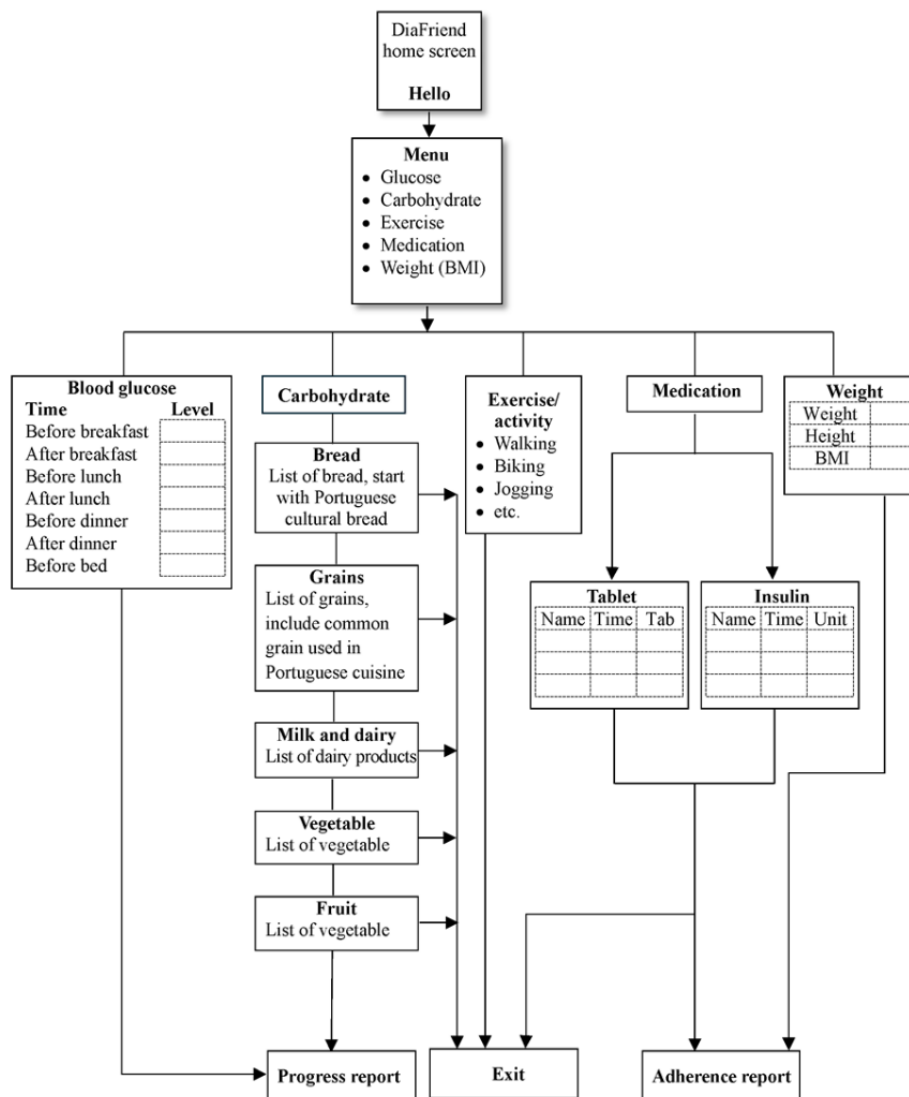 DiaFriend
home screen
Hello
Menu
• Glucose
• Carbohydrate
• Exercise
• Medication
• Weight (BMI)
Blood glucose
Time Level
Before breakfast
After breakfast
Before lunch
After lunch
Before dinner
After dinner
Before bed
Carbohydrate
Bread
List of bread, start
with Portuguese
cultural bread
Grains
List of grains,
include common
grain used in
Portuguese cuisine
Milk and dairy
List of dairy products
Vegetable
List of vegetable
Fruit
List of vegetable
Exercise/
activity
• Walking
• Biking
• Jogging
• etc.
Medication
Tablet
Name Time Tab
Insulin
Name Time Unit
Weight
Weight
Height
BMI
Progress report
Exit
Adherence report